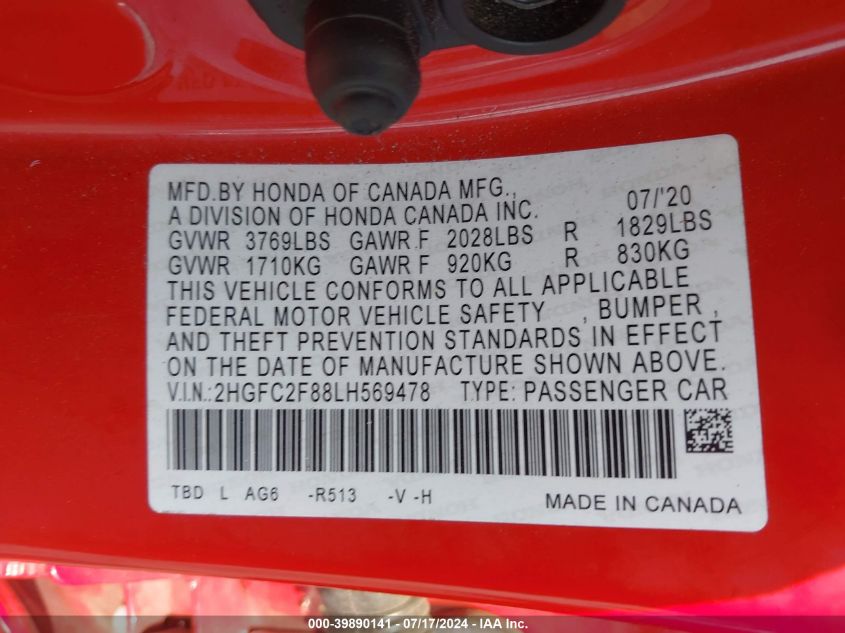 MFD.BY HONDA OF CANADA MFG., 07/'20
A DIVISION OF HONDA CANADA INC.
GVWR 3769LBS GAWR F 2028LBS R 1829LBS
GVWR 1710KG GAWR F 920KG R 830KG
THIS VEHICLE CONFORMS TO ALL APPLICABLE
FEDERAL MOTOR VEHICLE SAFETY , BUMPER ,
AND THEFT PREVENTION STANDARDS IN EFFECT
ON THE DATE OF MANUFACTURE SHOWN ABOVE.
V.I.N.:2HGFC2F88LH569478 TYPE: PASSENGER CAR
TBD L AG6 -R513 -V -H MADE IN CANADA
000-39890141 - 07/17/2024 - IAAI.com